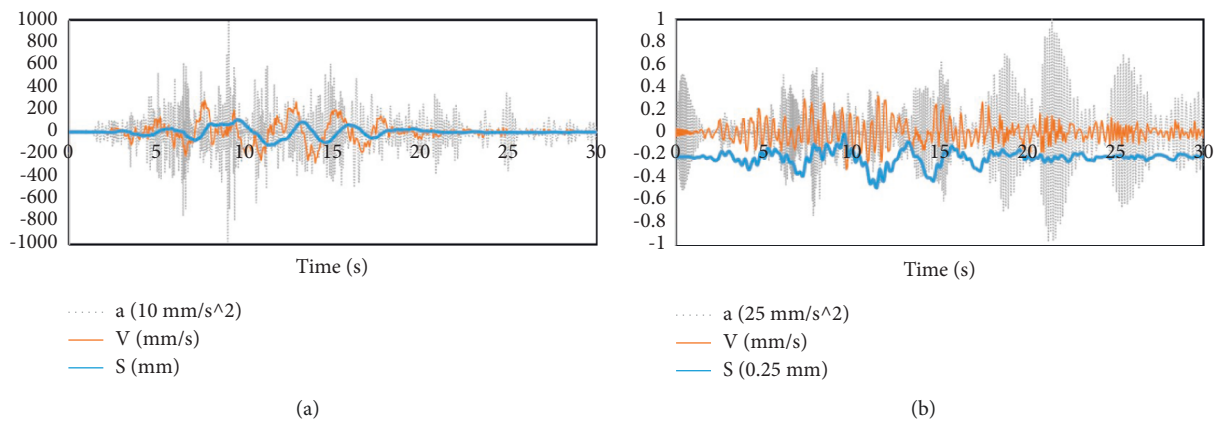 1000
800
600
400
200
0
-200
-400
-600
-800
-1000
0 5 10 15 20 25 30
Time (s)
a (10 mm/s^2)
V (mm/s)
S (mm)
(a)
1
0.8
0.6
0.4
0.2
0
-0.2
-0.4
-0.6
-0.8
-1
0 5 10 15 20 25 30
Time (s)
a (25 mm/s^2)
V (mm/s)
S (0.25 mm)
(b)